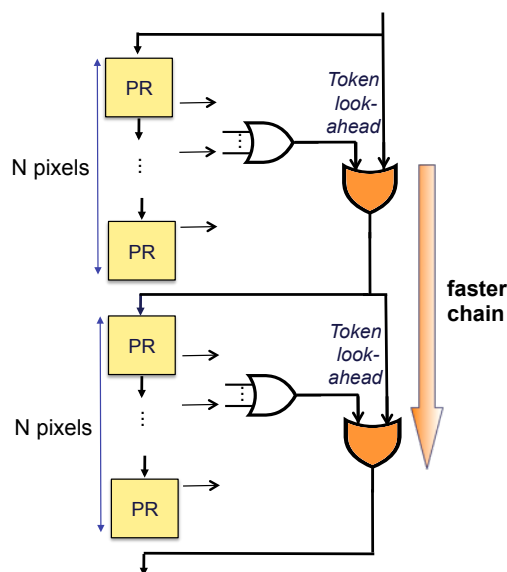 PR
Token
look-
ahead
N pixels
⋮
PR
faster
chain
PR
Token
look-
ahead
N pixels
⋮
PR